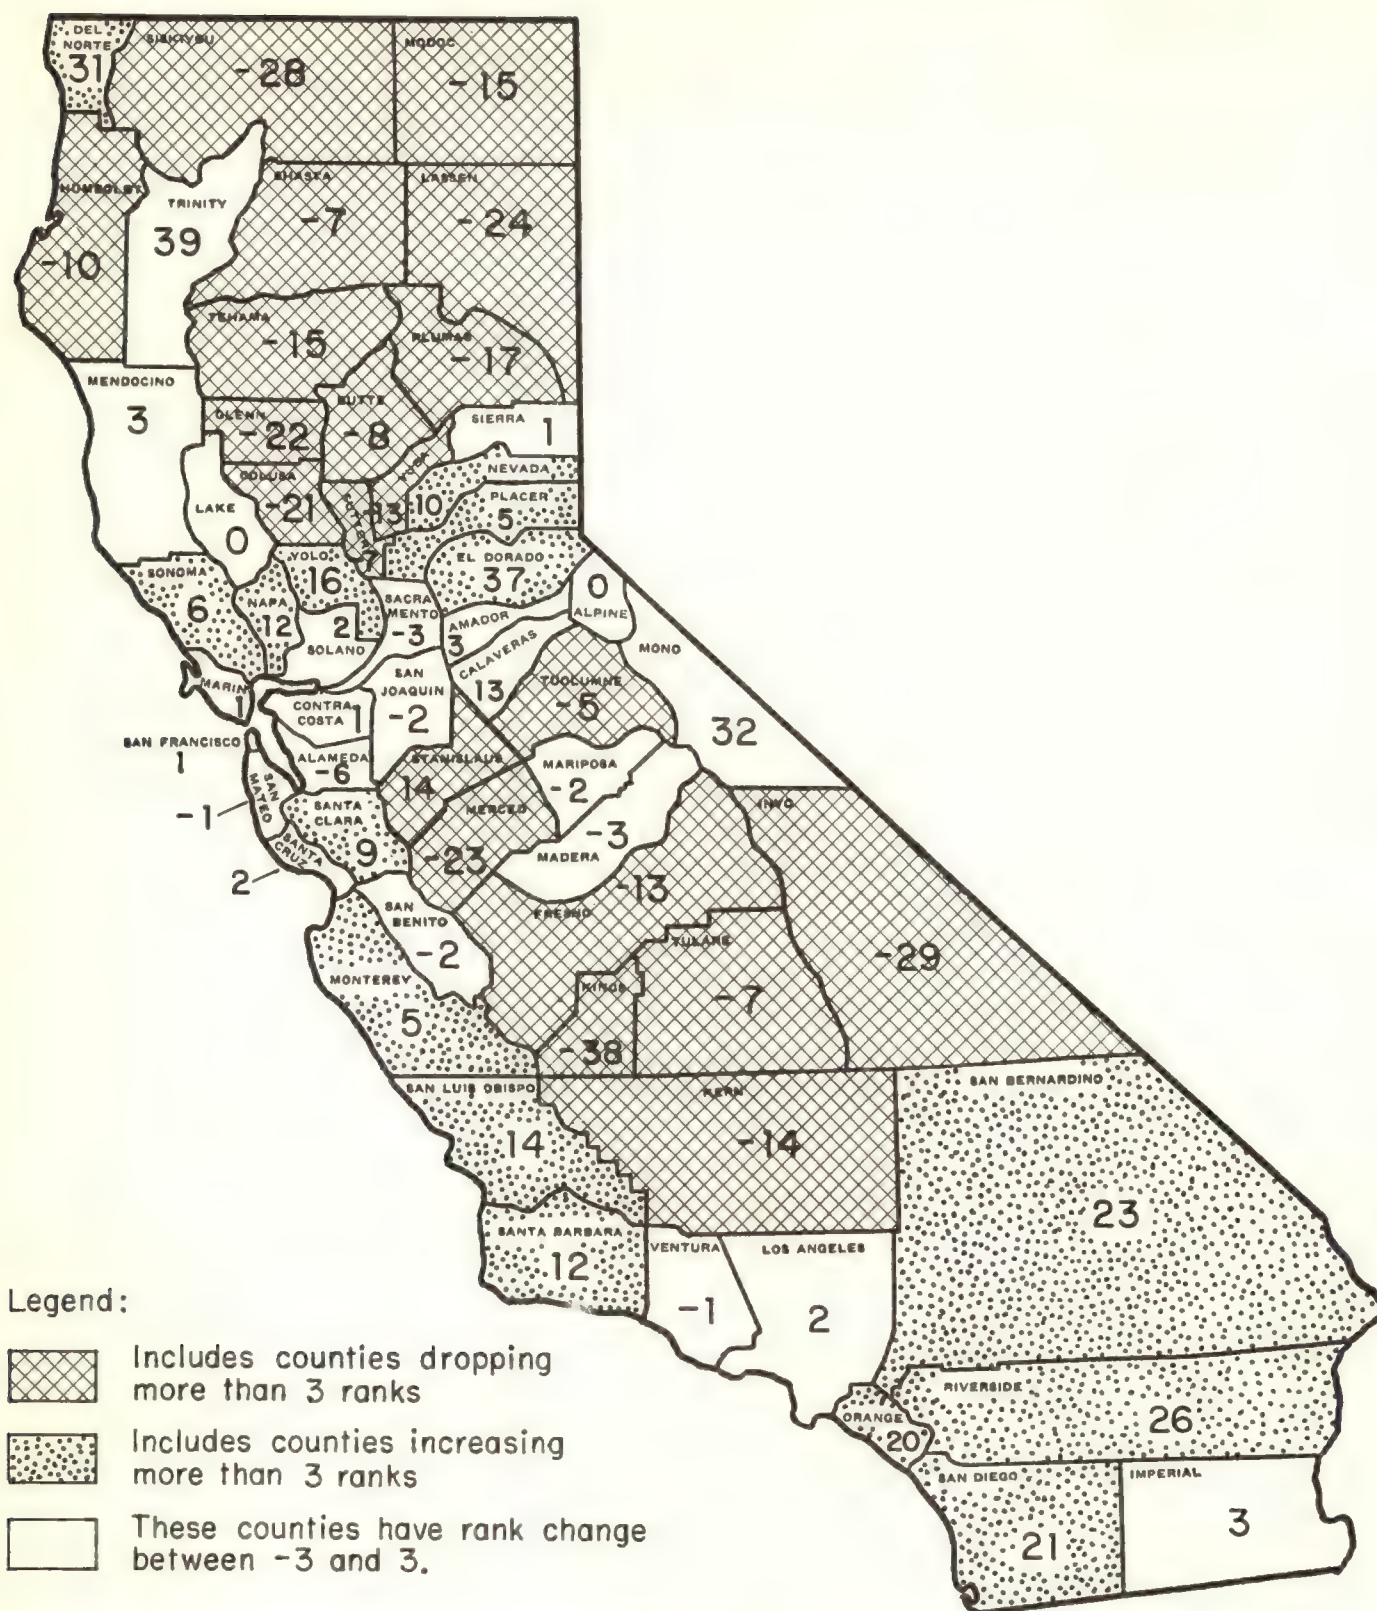 DEL
NORTE
31
SISKIYOU
-28
MODOC
-15
HUMBOLDT
-10
TRINITY
39
SHASTA
-7
LASSEN
-24
TEHAMA
-15
PLUMAS
-17
MENDOCINO
3
GLENN
-22
BUTTE
-8
SIERRA
1
COLUSA
-21
YUBA
-13
NEVADA
10
PLACER
5
LAKE
0
7
YOLO
16
EL DORADO
37
SONOMA
6
NAPA
12
2
SOLANO
SACRA
MENTO
-3
AMADOR
3
0
ALPINE
CALAVERAS
13
MONO
32
MARIN
1
SAN
JOAQUIN
-2
TUOLUMNE
-5
CONTRA
COSTA
1
SAN FRANCISCO
1
ALAMEDA
-6
STANISLAUS
14
MARIPOSA
-2
SAN
MATEO
-1
SANTA
CLARA
9
MERCED
-23
-3
MADERA
INYO
-29
SANTA
CRUZ
2
SAN
BENITO
-2
-13
FRESNO
MONTEREY
5
TULARE
-7
KINGS
-38
SAN LUIS OBISPO
14
KERN
-14
SAN BERNARDINO
23
SANTA BARBARA
12
VENTURA
-1
LOS ANGELES
2
ORANGE
20
RIVERSIDE
26
SAN DIEGO
21
IMPERIAL
3
Legend:
Includes counties dropping
more than 3 ranks
Includes counties increasing
more than 3 ranks
These counties have rank change
between -3 and 3.